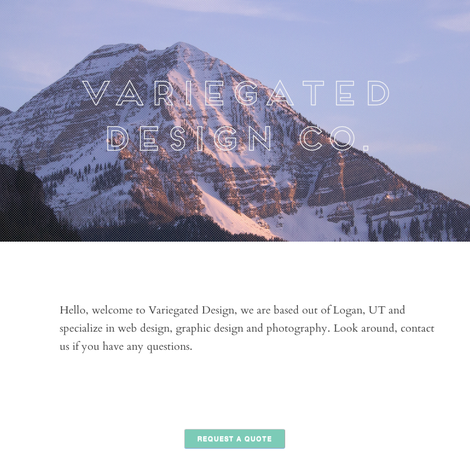 VARIEGATED
DESIGN CO.
Hello, welcome to Variegated Design, we are based out of Logan, UT and
specialize in web design, graphic design and photography. Look around, contact
us if you have any questions.
REQUEST A QUOTE